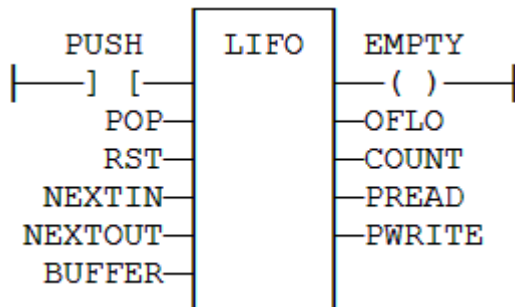 PUSH LIFO EMPTY
] [ ( )
POP OFLO
RST COUNT
NEXTIN PREAD
NEXTOUT PWRITE
BUFFER